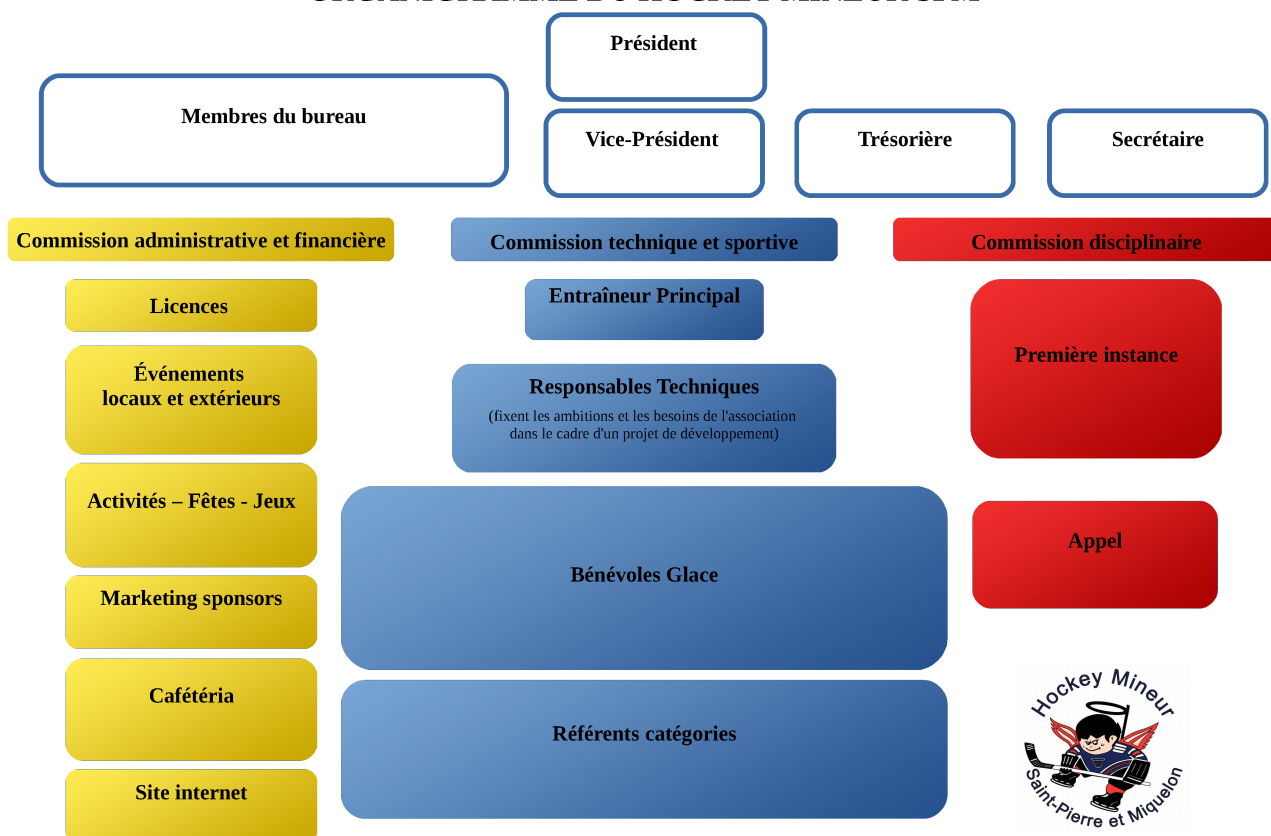 Président
Membres du bureau
Vice-Président
Trésorière
Secrétaire
Commission administrative et financière
Commission technique et sportive
Commission disciplinaire
Licences
Événements
locaux et extérieurs
Activités – Fêtes - Jeux
Marketing sponsors
Cafétéria
Site internet
Entraîneur Principal
Responsables Techniques
(fixent les ambitions et les besoins de l'association
dans le cadre d'un projet de développement)
Bénévoles Glace
Référents catégories
Première instance
Appel
Hockey Mineur
Saint-Pierre et Miquelon